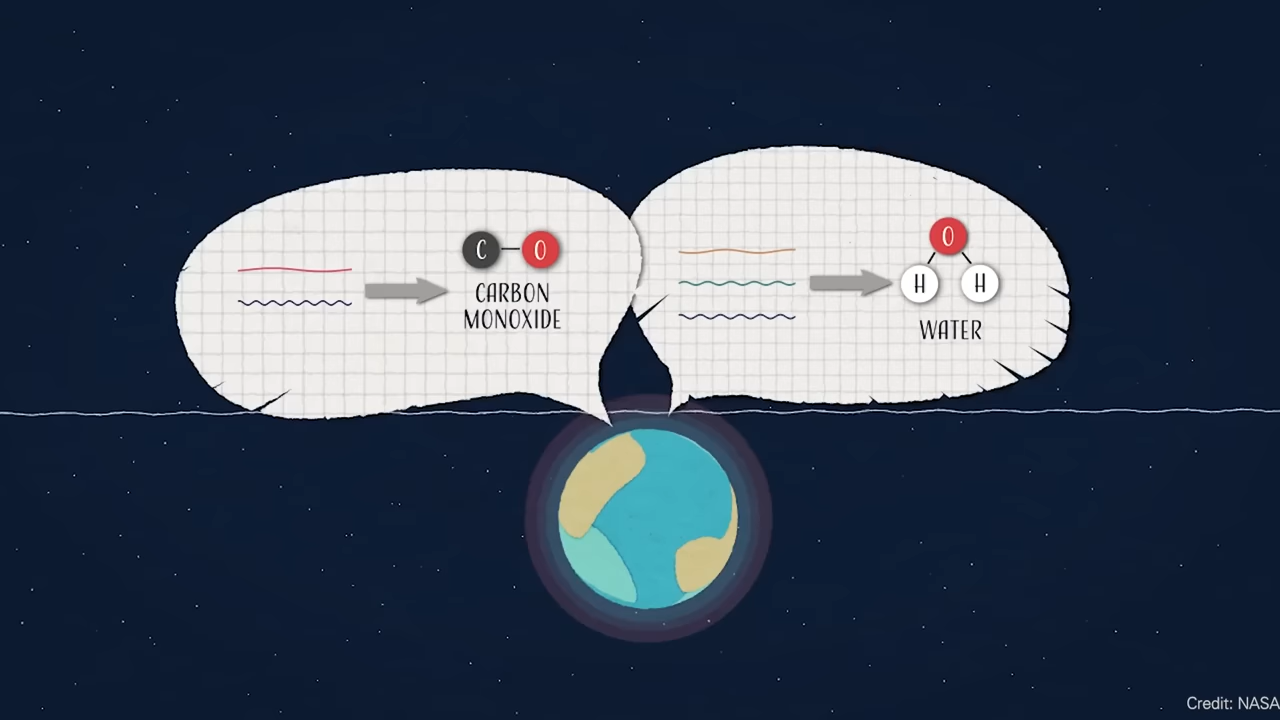 C O
CARBON
MONOXIDE
O
H H
WATER
Credit: NASA